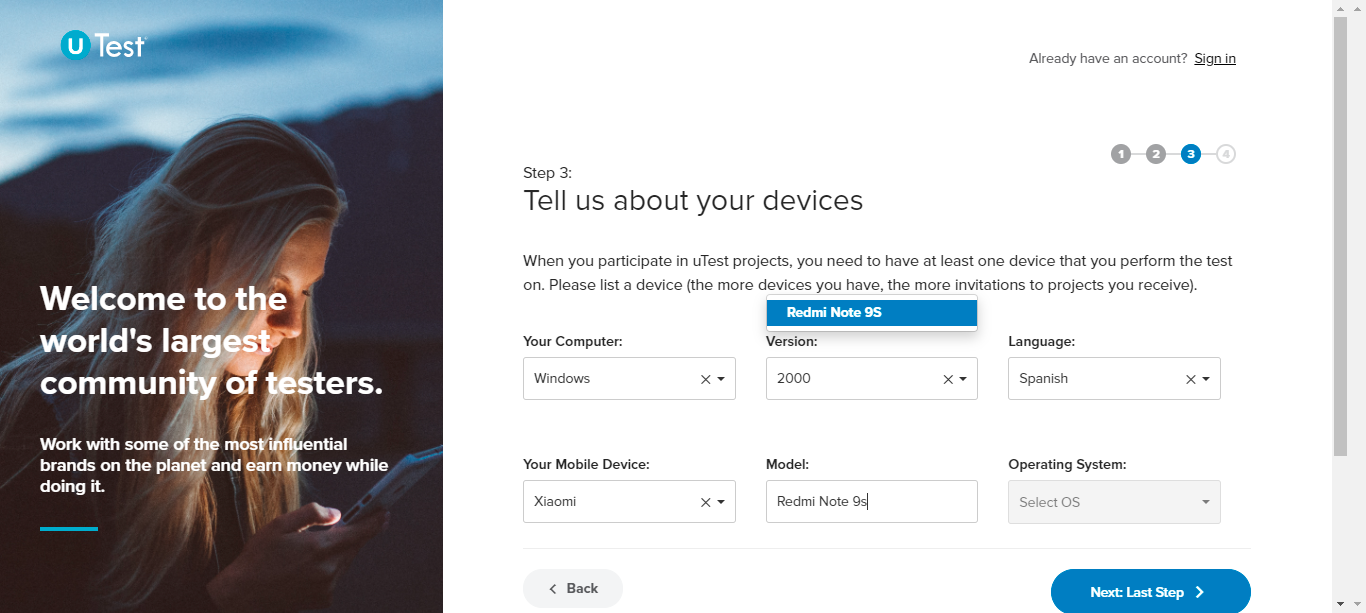 uTest
Already have an account? Sign in
1 2 3 4
Step 3:
Tell us about your devices
When you participate in uTest projects, you need to have at least one device that you perform the test
on. Please list a device (the more devices you have, the more invitations to projects you receive).
Redmi Note 9S
Your Computer: Version: Language:
Windows 2000 Spanish
Your Mobile Device: Model: Operating System:
Xiaomi Redmi Note 9s Select OS
Back Next: Last Step
Welcome to the
world's largest
community of testers.
Work with some of the most influential
brands on the planet and earn money while
doing it.